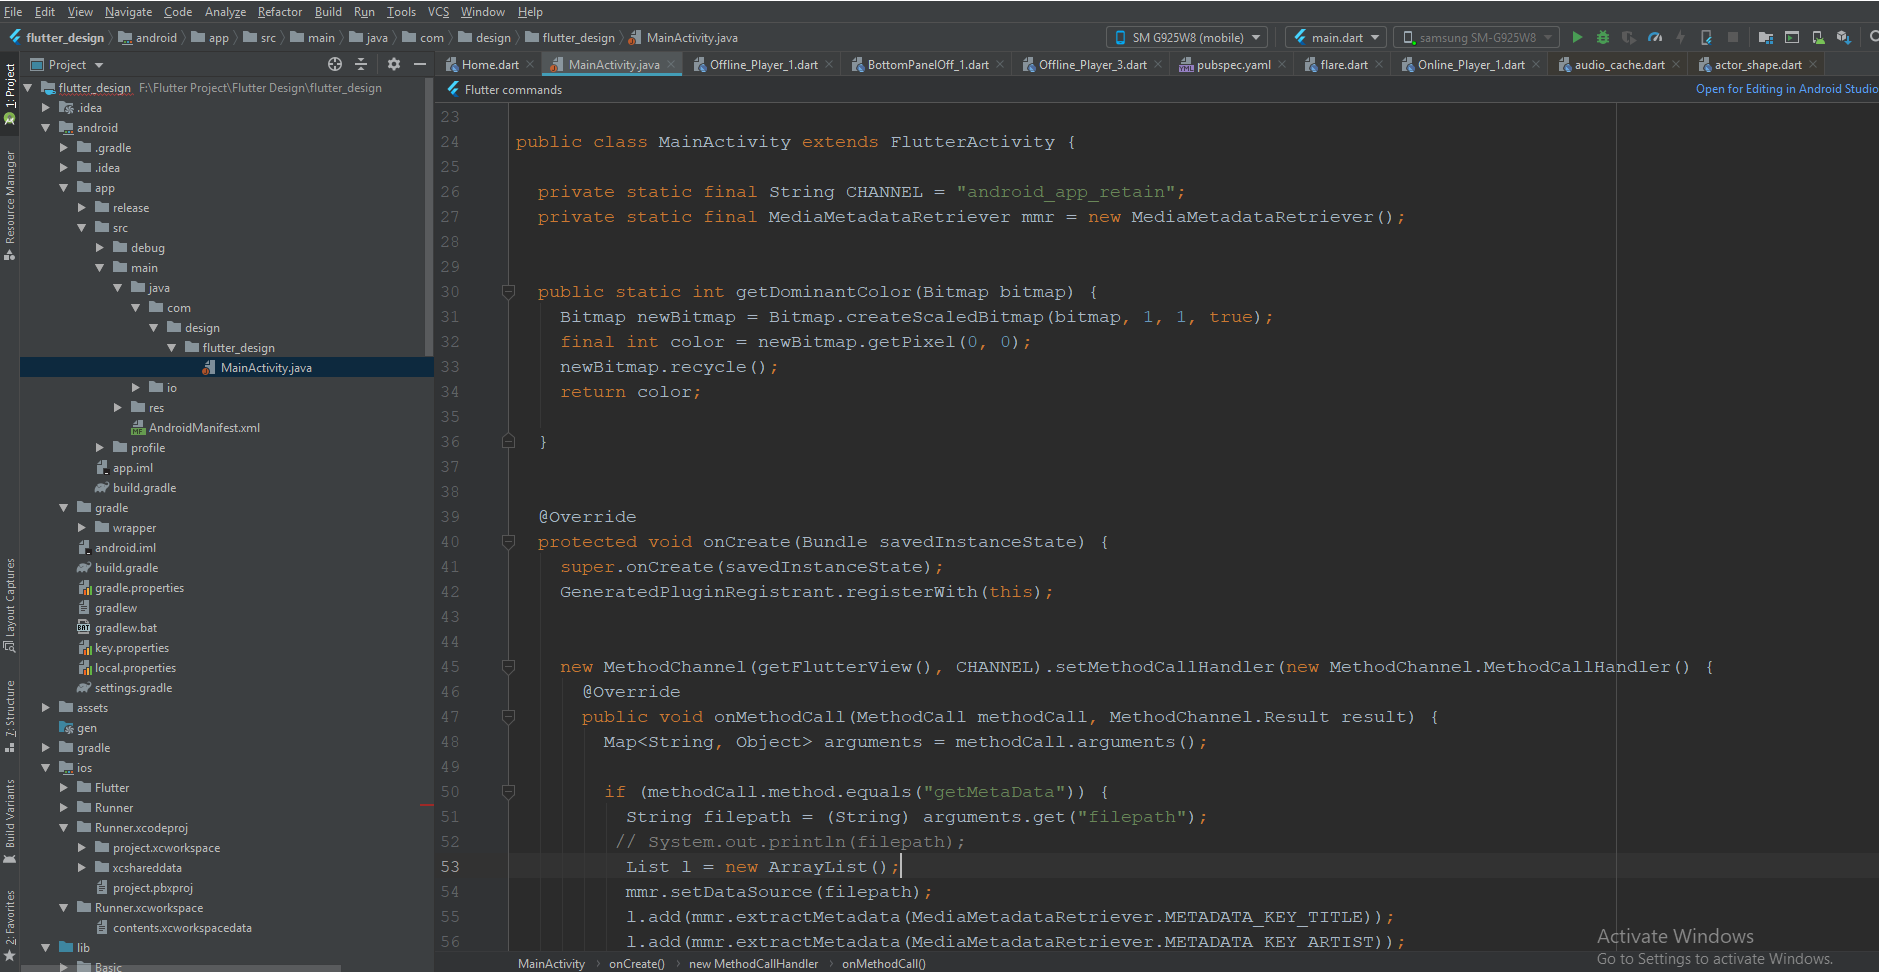 File Edit View Navigate Code Analyze Refactor Build Run Tools VCS Window Help
flutter_design android app src main java com design flutter_design MainActivity.java SM G925W8 (mobile) main.dart samsung SM-G925W8
Project
Home.dart MainActivity.java Offline_Player_1.dart BottomPanelOff_1.dart Offline_Player_3.dart pubspec.yaml flare.dart Online_Player_1.dart audio_cache.dart actor_shape.dart
Flutter commands Open for Editing in Android Studio
1: Project
Resource Manager
Layout Captures
7: Structure
Build Variants
2: Favorites
flutter_design F:\Flutter Project\Flutter Design\flutter_design
.idea
android
.gradle
.idea
app
release
src
debug
main
java
com
design
flutter_design
MainActivity.java
io
res
AndroidManifest.xml
profile
app.iml
build.gradle
gradle
wrapper
android.iml
build.gradle
gradle.properties
gradlew
gradlew.bat
key.properties
local.properties
settings.gradle
assets
gen
gradle
ios
Flutter
Runner
Runner.xcodeproj
project.xcworkspace
xcshareddata
project.pbxproj
Runner.xcworkspace
contents.xcworkspacedata
lib
Basic
23
24 public class MainActivity extends FlutterActivity {
25
26 private static final String CHANNEL = "android_app_retain";
27 private static final MediaMetadataRetriever mmr = new MediaMetadataRetriever();
28
29
30 public static int getDominantColor(Bitmap bitmap) {
31 Bitmap newBitmap = Bitmap.createScaledBitmap(bitmap, 1, 1, true);
32 final int color = newBitmap.getPixel(0, 0);
33 newBitmap.recycle();
34 return color;
35
36 }
37
38
39 @Override
40 protected void onCreate(Bundle savedInstanceState) {
41 super.onCreate(savedInstanceState);
42 GeneratedPluginRegistrant.registerWith(this);
43
44
45 new MethodChannel(getFlutterView(), CHANNEL).setMethodCallHandler(new MethodChannel.MethodCallHandler() {
46 @Override
47 public void onMethodCall(MethodCall methodCall, MethodChannel.Result result) {
48 Map<String, Object> arguments = methodCall.arguments();
49
50 if (methodCall.method.equals("getMetaData")) {
51 String filepath = (String) arguments.get("filepath");
52 // System.out.println(filepath);
53 List l = new ArrayList();
54 mmr.setDataSource(filepath);
55 l.add(mmr.extractMetadata(MediaMetadataRetriever.METADATA_KEY_TITLE));
56 l.add(mmr.extractMetadata(MediaMetadataRetriever.METADATA_KEY_ARTIST));
Activate Windows
Go to Settings to activate Windows.
MainActivity onCreate() new MethodCallHandler onMethodCall()